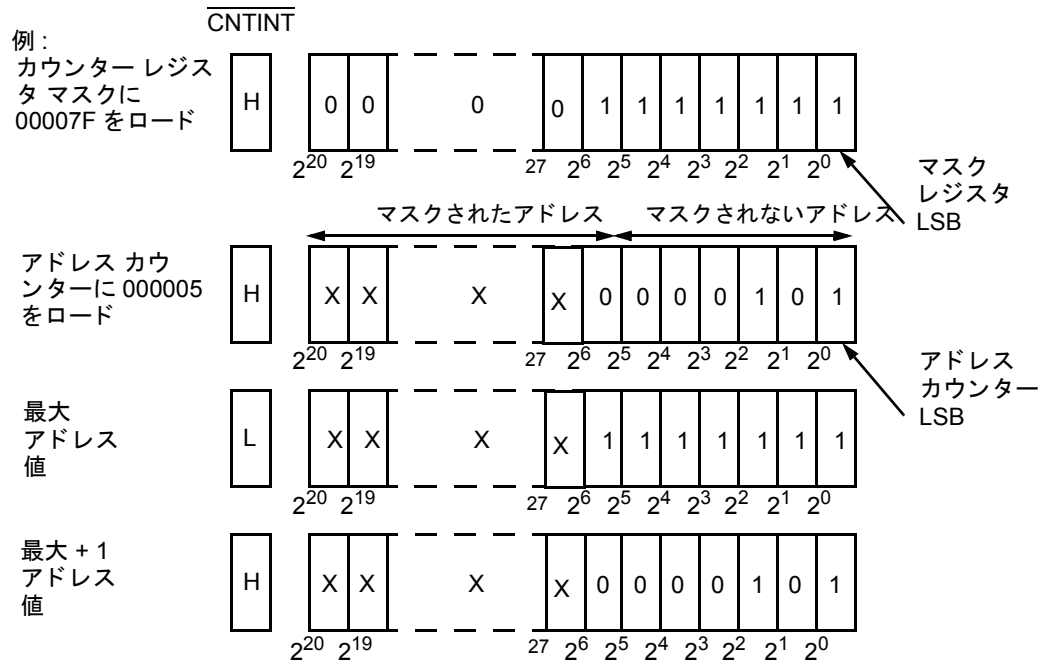 CNTINT
例 :
カウンター レジス
タ マスクに
00007F をロード
H 0 0 0 0 1 1 1 1 1 1 1
2^20 2^19 27 2^6 2^5 2^4 2^3 2^2 2^1 2^0
マスク
レジスタ
LSB
マスクされたアドレス マスクされないアドレス
アドレス カウ
ンターに 000005
をロード
H X X X X 0 0 0 0 1 0 1
2^20 2^19 27 2^6 2^5 2^4 2^3 2^2 2^1 2^0
アドレス
カウンター
LSB
最大
アドレス
値
L X X X X 1 1 1 1 1 1 1
2^20 2^19 27 2^6 2^5 2^4 2^3 2^2 2^1 2^0
最大 + 1
アドレス
値
H X X X X 0 0 0 0 1 0 1
2^20 2^19 27 2^6 2^5 2^4 2^3 2^2 2^1 2^0